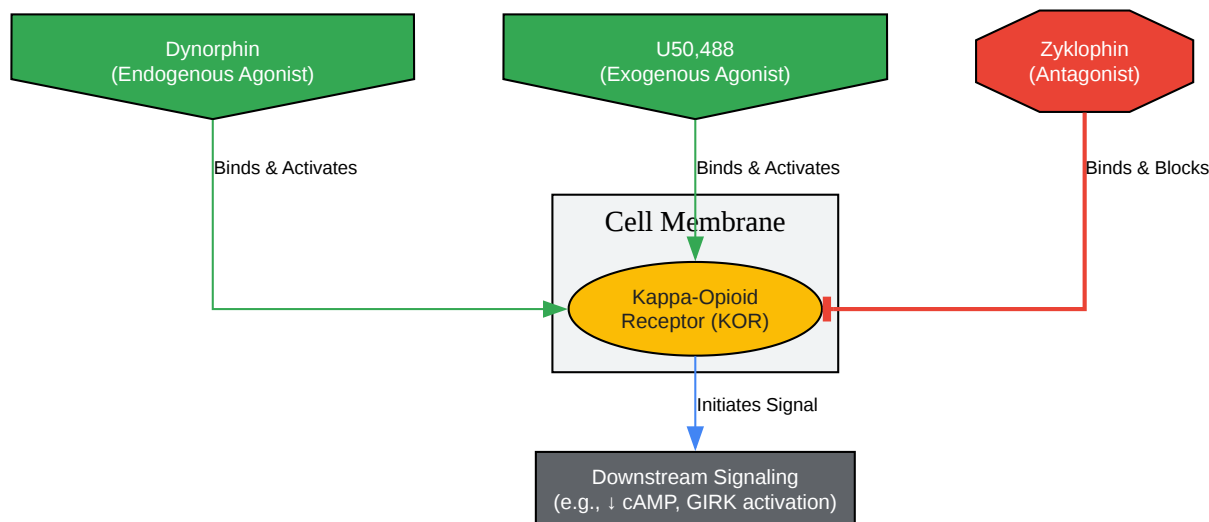 Dynorphin
(Endogenous Agonist)
U50,488
(Exogenous Agonist)
Zyklophin
(Antagonist)
Binds & Activates
Binds & Activates
Binds & Blocks
Cell Membrane
Kappa-Opioid
Receptor (KOR)
Initiates Signal
Downstream Signaling
(e.g., ↓ cAMP, GIRK activation)